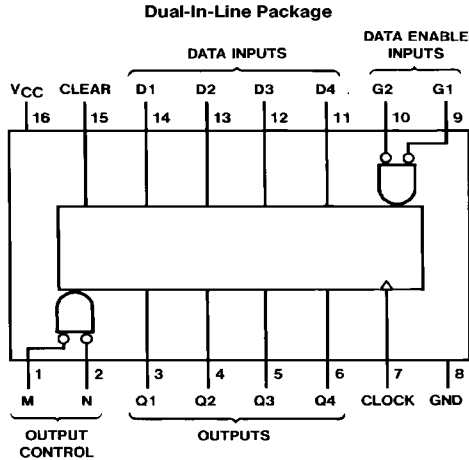 Dual-In-Line Package
DATA INPUTS
DATA ENABLE
INPUTS
VCC CLEAR D1 D2 D3 D4 G2 G1
16 15 14 13 12 11 10 9
1 2 3 4 5 6 7 8
M N Q1 Q2 Q3 Q4 CLOCK GND
OUTPUT
CONTROL
OUTPUTS